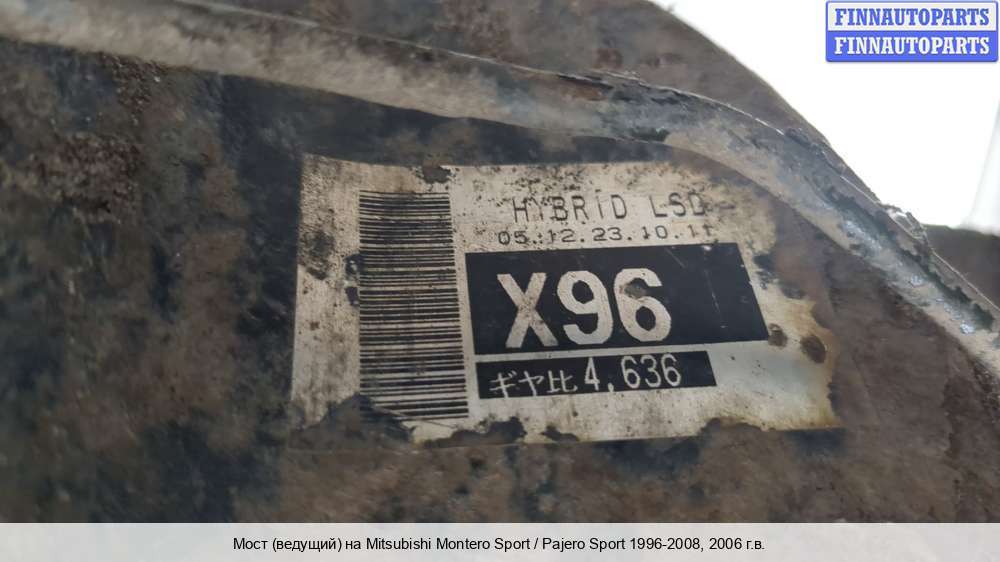 FINNAUTOPARTS
FINNAUTOPARTS
HYBRID LSD
05.12.23.10.11
X96
ギヤ比 4.636
Мост (ведущий) на Mitsubishi Montero Sport / Pajero Sport 1996-2008, 2006 г.в.